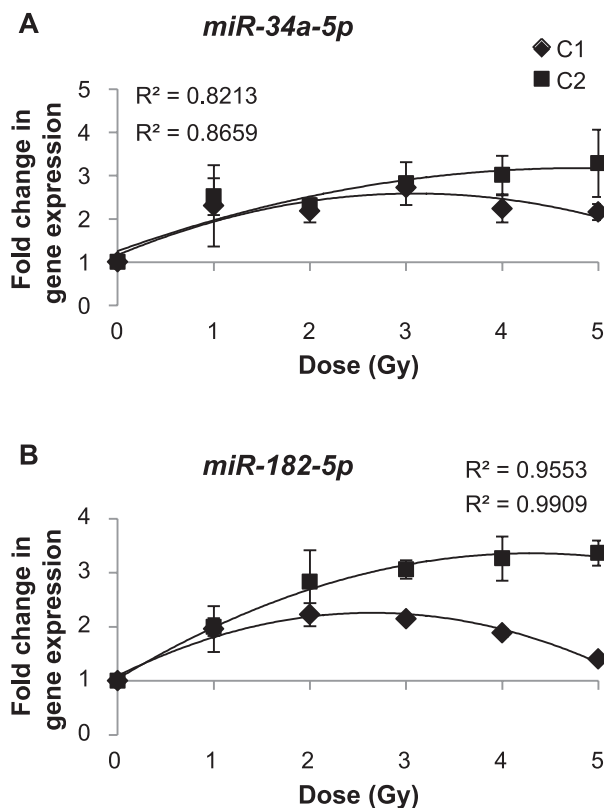 A
miR-34a-5p
C1
C2
R² = 0.8213
R² = 0.8659
Fold change in
gene expression
5
4
3
2
1
0
0 1 2 3 4 5
Dose (Gy)
B
miR-182-5p
R² = 0.9553
R² = 0.9909
Fold change in
gene expression
4
3
2
1
0
0 1 2 3 4 5
Dose (Gy)